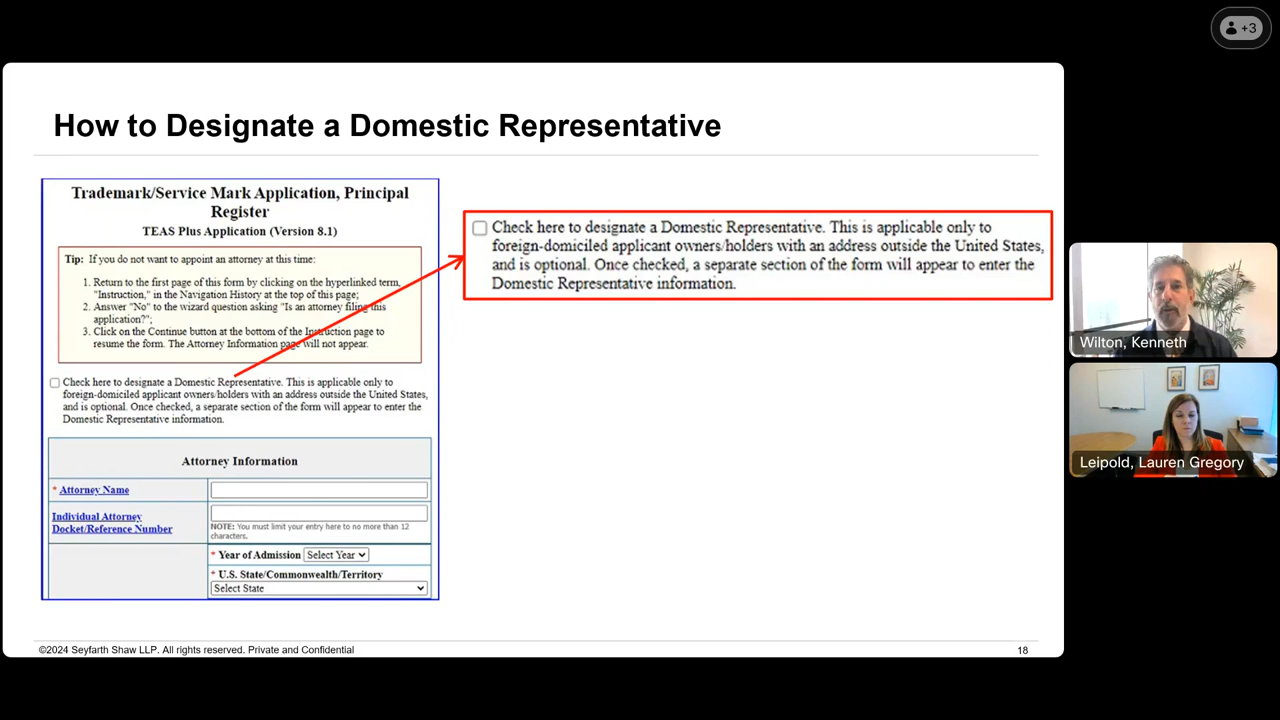 +3
How to Designate a Domestic Representative
Trademark/Service Mark Application, Principal
Register
TEAS Plus Application (Version 8.1)
Tip: If you do not want to appoint an attorney at this time:
1. Return to the first page of this form by clicking on the hyperlinked term,
"Instruction," in the Navigation History at the top of this page;
2. Answer "No" to the wizard question asking "Is an attorney filing this
application?";
3. Click on the Continue button at the bottom of the Instruction page to
resume the form. The Attorney Information page will not appear.
Check here to designate a Domestic Representative. This is applicable only to
foreign-domiciled applicant owners/holders with an address outside the United States,
and is optional. Once checked, a separate section of the form will appear to enter the
Domestic Representative information.
Attorney Information
* Attorney Name
Individual Attorney
Docket/Reference Number
NOTE: You must limit your entry here to no more than 12
characters.
* Year of Admission Select Year
* U.S. State/Commonwealth/Territory
Select State
Check here to designate a Domestic Representative. This is applicable only to
foreign-domiciled applicant owners/holders with an address outside the United States,
and is optional. Once checked, a separate section of the form will appear to enter the
Domestic Representative information.
Wilton, Kenneth
Leipold, Lauren Gregory
©2024 Seyfarth Shaw LLP. All rights reserved. Private and Confidential
18